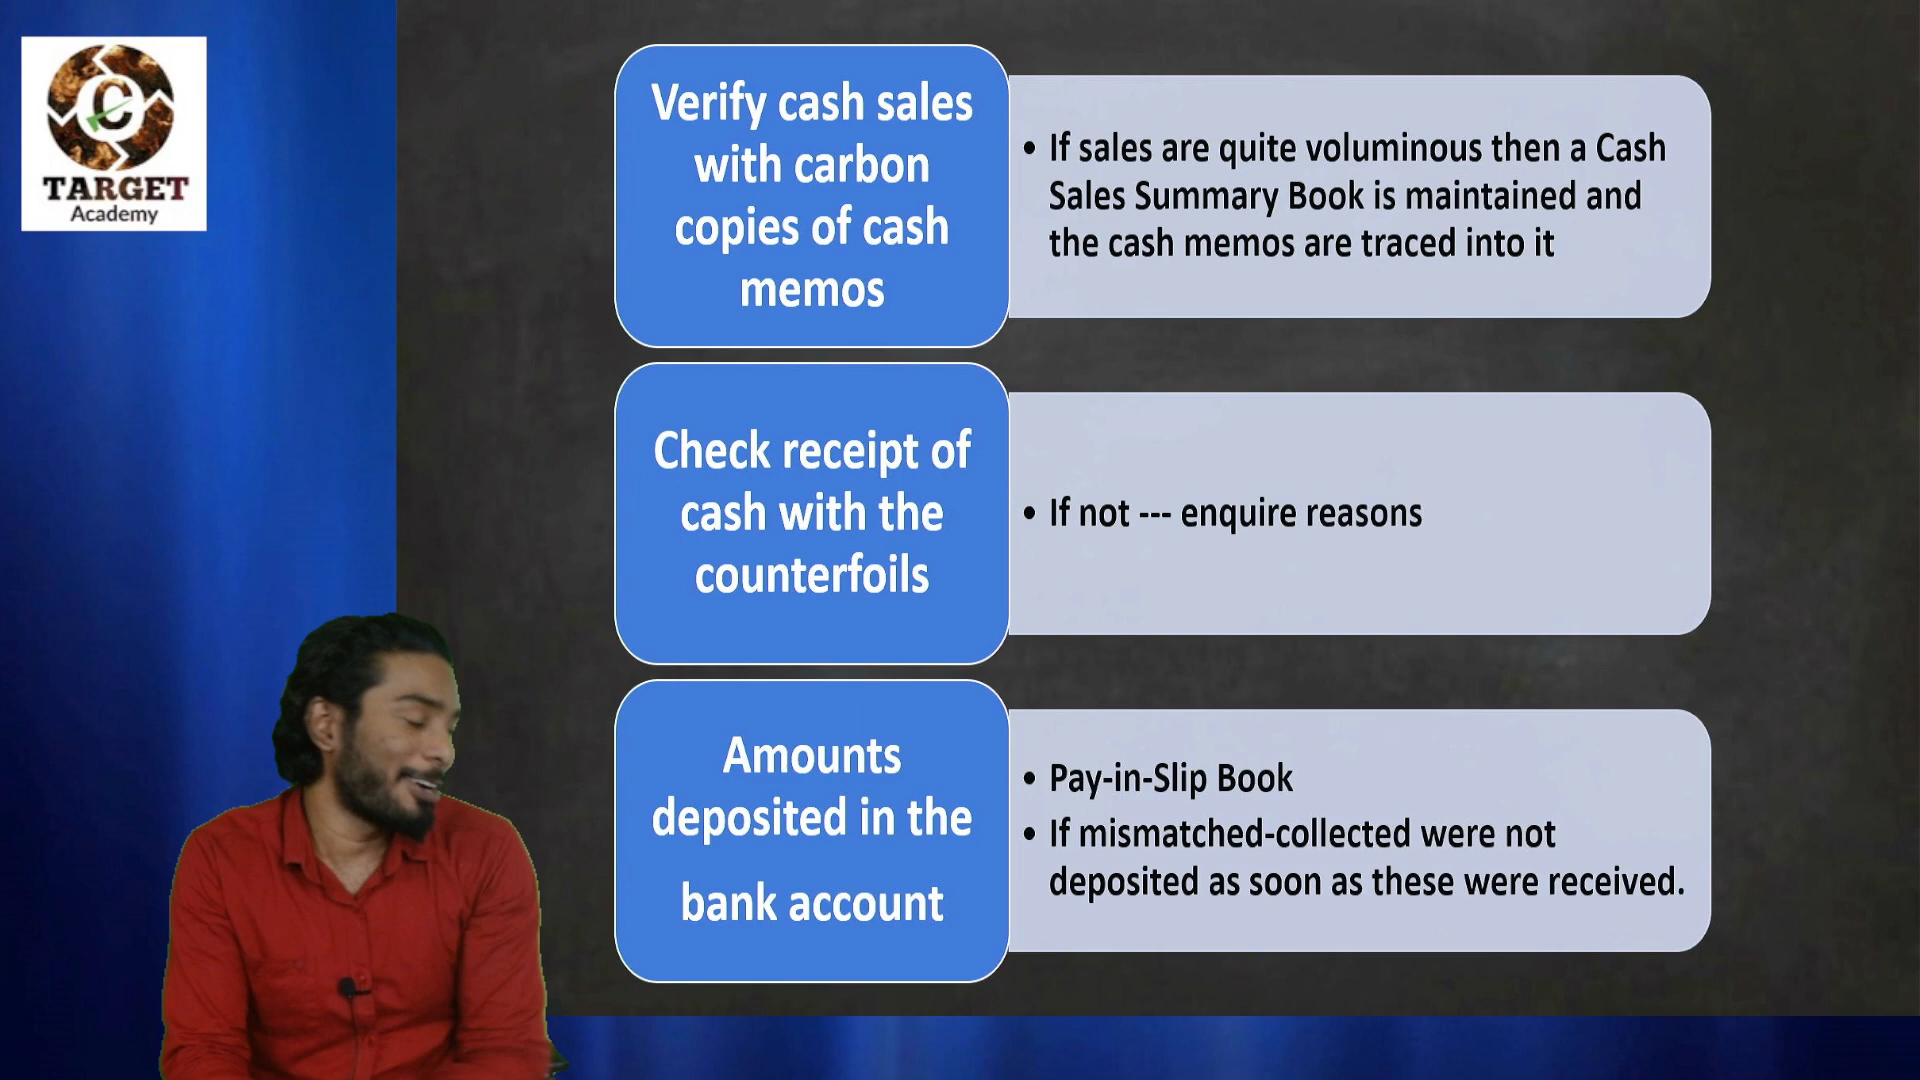 C
TARGET
Academy
Verify cash sales
with carbon
copies of cash
memos
• If sales are quite voluminous then a Cash
Sales Summary Book is maintained and
the cash memos are traced into it
Check receipt of
cash with the
counterfoils
• If not --- enquire reasons
Amounts
deposited in the
bank account
• Pay-in-Slip Book
• If mismatched-collected were not
deposited as soon as these were received.